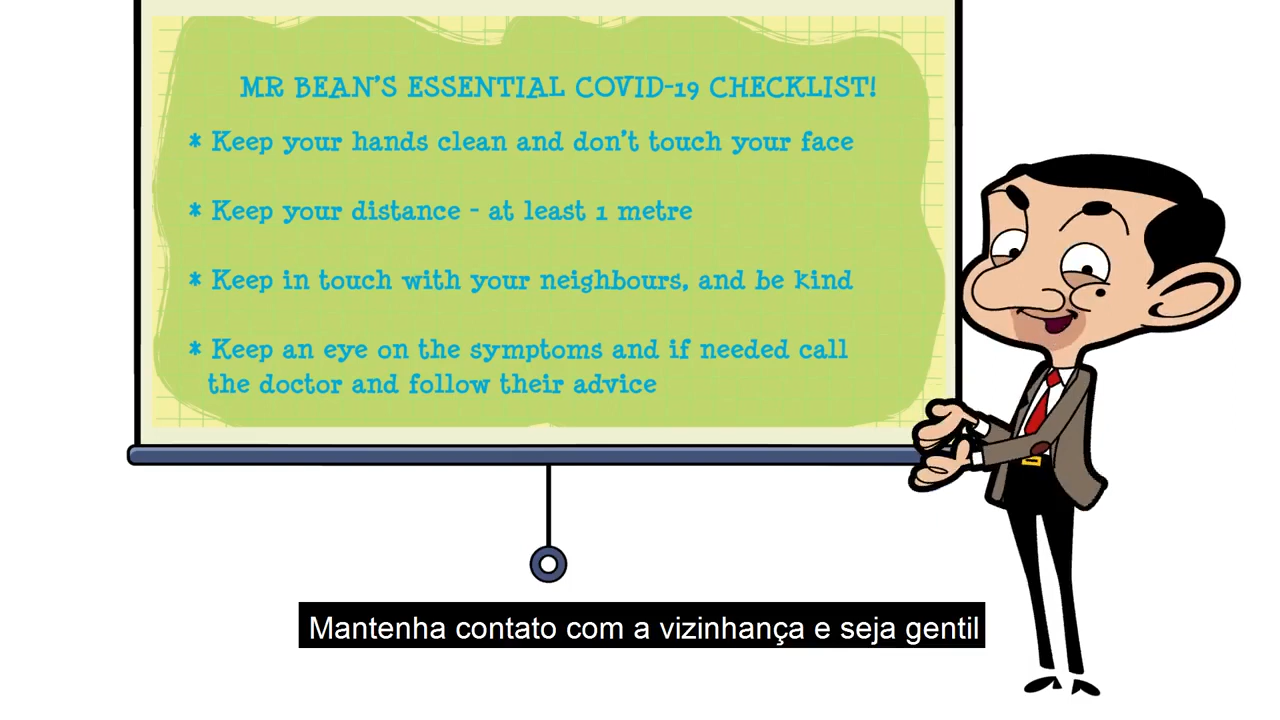 MR BEAN'S ESSENTIAL COVID-19 CHECKLIST!
* Keep your hands clean and don't touch your face
* Keep your distance - at least 1 metre
* Keep in touch with your neighbours, and be kind
* Keep an eye on the symptoms and if needed call
the doctor and follow their advice
Mantenha contato com a vizinhança e seja gentil